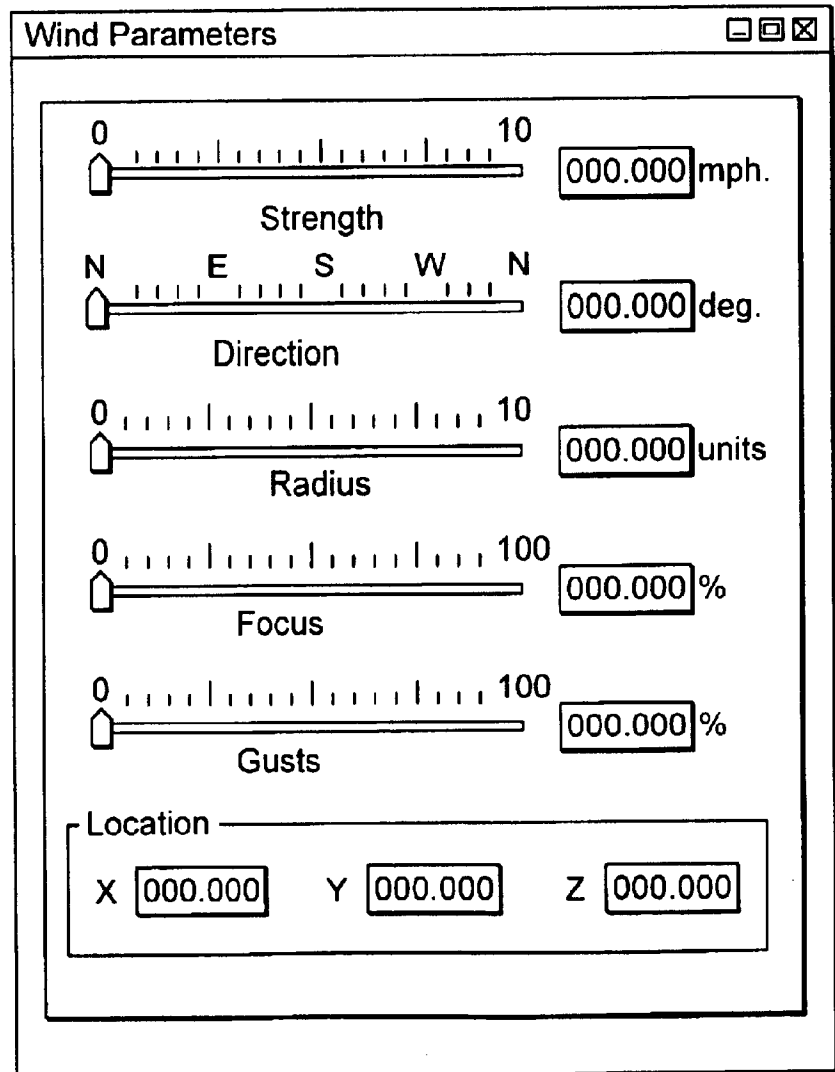 Wind Parameters
0 10
000.000 mph.
Strength
N E S W N
000.000 deg.
Direction
0 10
000.000 units
Radius
0 100
000.000 %
Focus
0 100
000.000 %
Gusts
Location
X 000.000 Y 000.000 Z 000.000